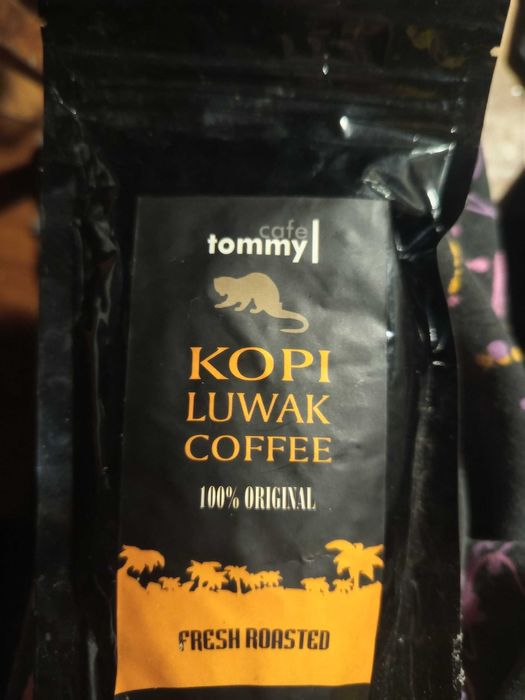 cafe
tommy
KOPI
LUWAK
COFFEE
100% ORIGINAL
FRESH ROASTED